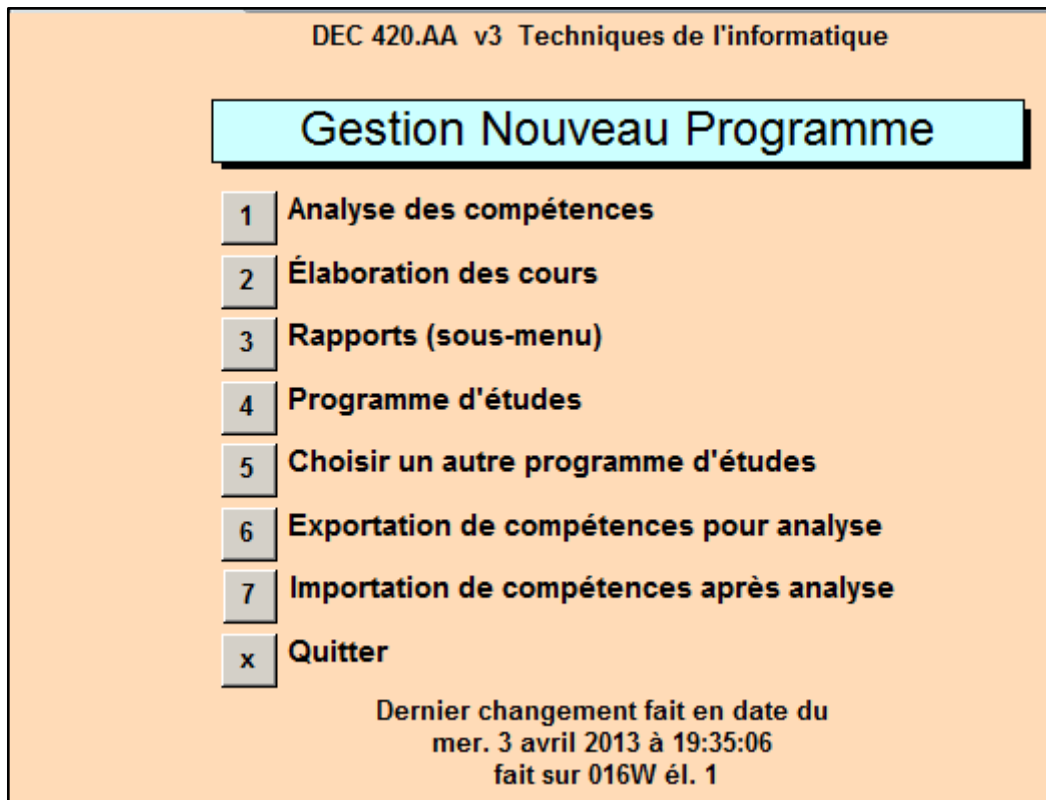 DEC 420.AA v3 Techniques de l'informatique
Gestion Nouveau Programme
1 Analyse des compétences
2 Élaboration des cours
3 Rapports (sous-menu)
4 Programme d'études
5 Choisir un autre programme d'études
6 Exportation de compétences pour analyse
7 Importation de compétences après analyse
x Quitter
Dernier changement fait en date du
mer. 3 avril 2013 à 19:35:06
fait sur 016W él. 1